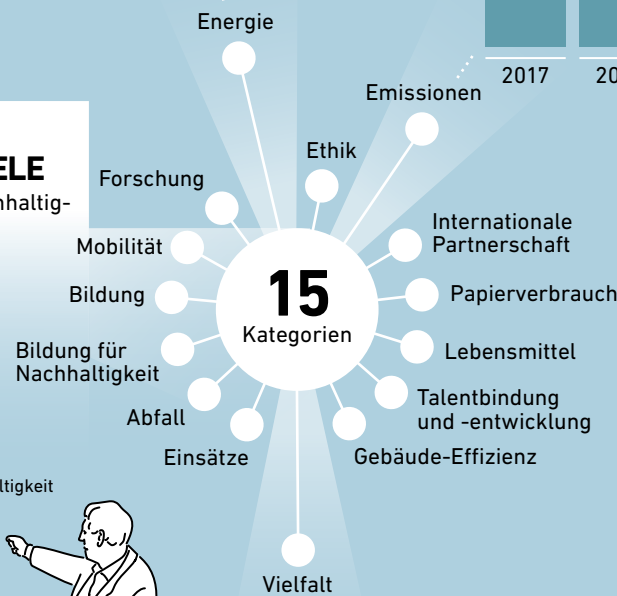 Energie
2017
20
Emissionen
ELE
nhaltig-
Ethik
Forschung
Internationale
Partnerschaft
Mobilität
15
Kategorien
Bildung
Papierverbrauch
Bildung für
Nachhaltigkeit
Lebensmittel
Abfall
Talentbindung
und -entwicklung
Einsätze
Gebäude-Effizienz
ltigkeit
Vielfalt